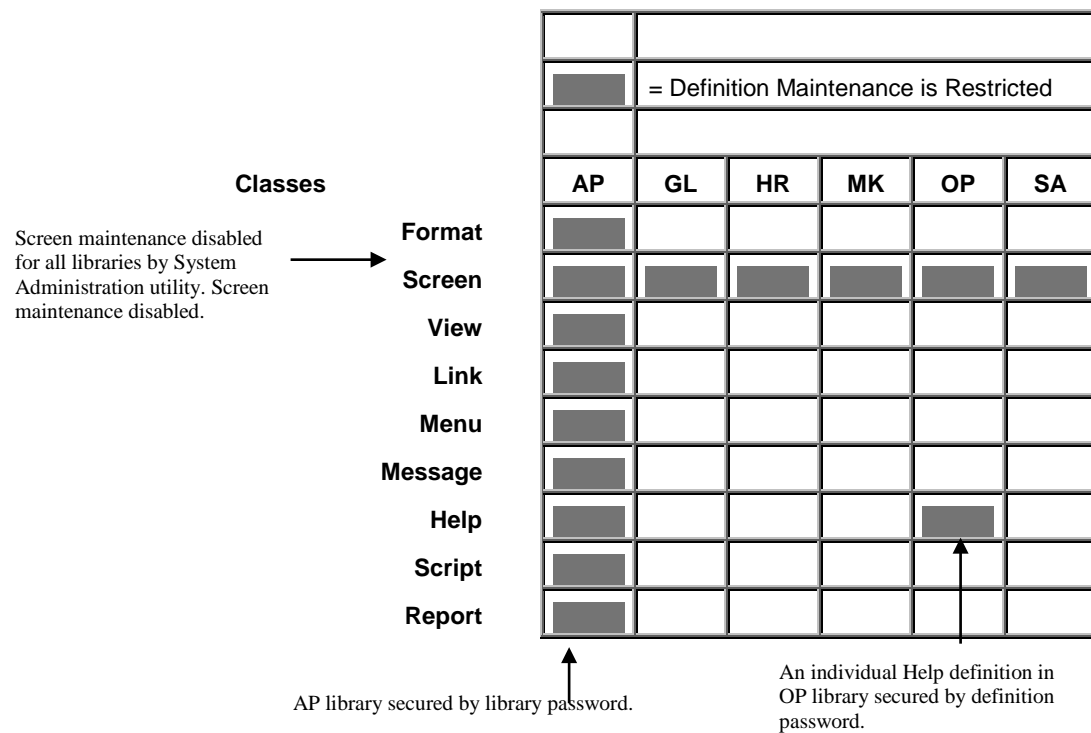 = Definition Maintenance is Restricted
Classes
AP GL HR MK OP SA
Format
Screen maintenance disabled
for all libraries by System
Administration utility. Screen
maintenance disabled.
Screen
View
Link
Menu
Message
Help
Script
Report
AP library secured by library password.
An individual Help definition in
OP library secured by definition
password.